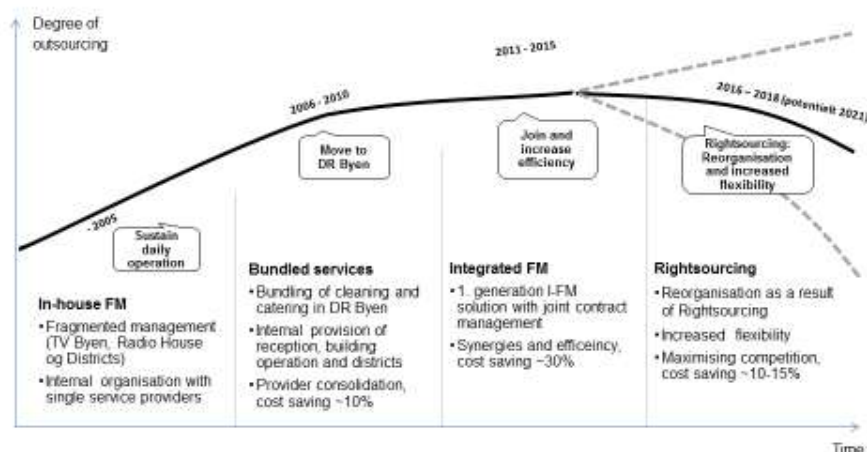 Degree of
outsourcing
2011 - 2015
2006 - 2010
2016 – 2018 (potentielt 2021)
- 2005
Sustain
daily
operation
Move to
DR Byen
Join and
increase
efficiency
Rightsourcing:
Reorganisation
and increased
flexibility
In-house FM
•Fragmented management
(TV Byen, Radio House
og Districts)
•Internal organisation with
single service providers
Bundled services
•Bundling of cleaning and
catering in DR Byen
•Internal provision of
reception, building
operation and districts
•Provider consolidation,
cost saving ~10%
Integrated FM
•1. generation I-FM
solution with joint contract
management
•Synergies and efficeincy,
cost saving ~30%
Rightsourcing
•Reorganisation as a result
of Rightsourcing
•Increased flexibility
•Maximising competition,
cost saving ~10-15%
Time